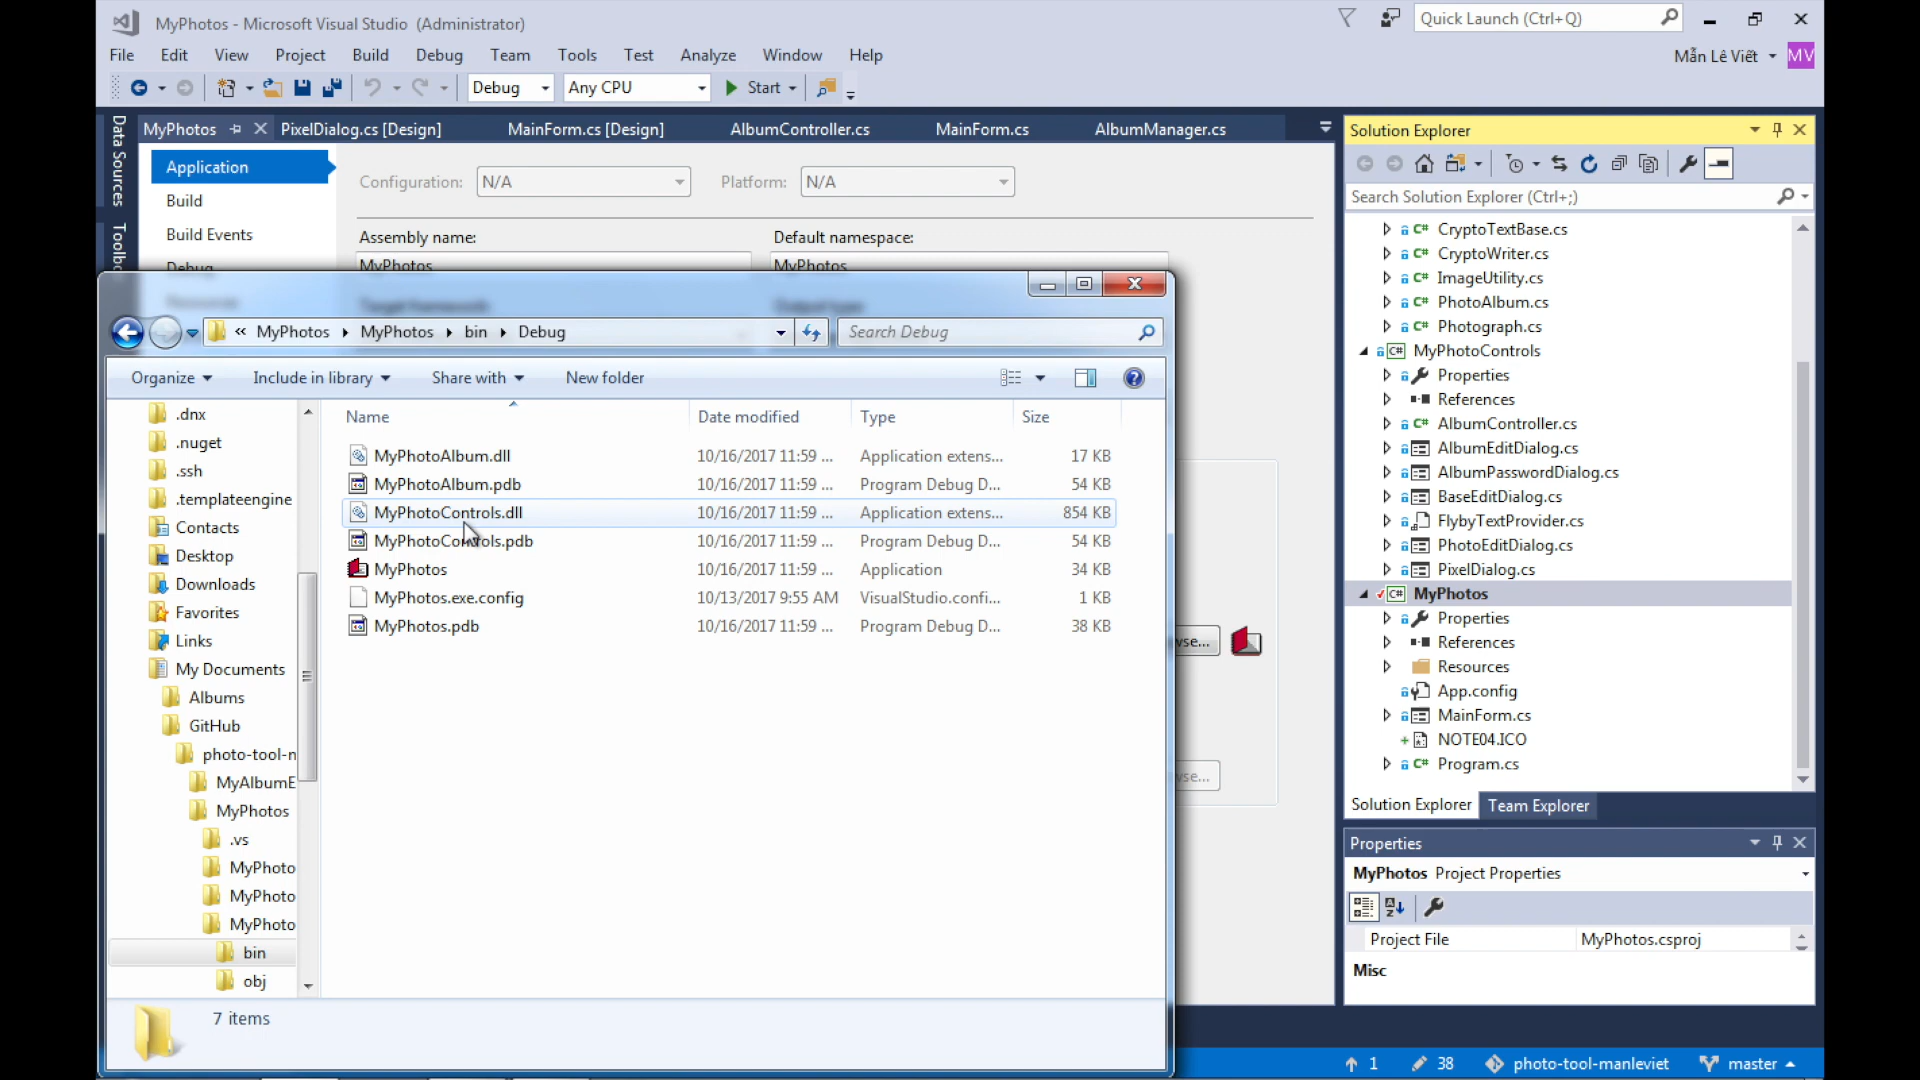 MyPhotos - Microsoft Visual Studio (Administrator)
Quick Launch (Ctrl+Q)
File Edit View Project Build Debug Team Tools Test Analyze Window Help
Mẫn Lê Viết MV
Debug Any CPU Start
Data Sources
MyPhotos PixelDialog.cs [Design] MainForm.cs [Design] AlbumController.cs MainForm.cs AlbumManager.cs
Application
Build
Build Events
Debug
Configuration: N/A Platform: N/A
Assembly name: Default namespace:
MyPhotos MyPhotos
« MyPhotos MyPhotos bin Debug
Search Debug
Organize Include in library Share with New folder
Name Date modified Type Size
MyPhotoAlbum.dll 10/16/2017 11:59 ... Application extens... 17 KB
MyPhotoAlbum.pdb 10/16/2017 11:59 ... Program Debug D... 54 KB
MyPhotoControls.dll 10/16/2017 11:59 ... Application extens... 854 KB
MyPhotoControls.pdb 10/16/2017 11:59 ... Program Debug D... 54 KB
MyPhotos 10/16/2017 11:59 ... Application 34 KB
MyPhotos.exe.config 10/13/2017 9:55 AM VisualStudio.confi... 1 KB
MyPhotos.pdb 10/16/2017 11:59 ... Program Debug D... 38 KB
.dnx
.nuget
.ssh
.templateengine
Contacts
Desktop
Downloads
Favorites
Links
My Documents
Albums
GitHub
photo-tool-n
MyAlbumE
MyPhotos
.vs
MyPhoto
MyPhoto
MyPhoto
bin
obj
7 items
Solution Explorer
Search Solution Explorer (Ctrl+;)
CryptoTextBase.cs
CryptoWriter.cs
ImageUtility.cs
PhotoAlbum.cs
Photograph.cs
MyPhotoControls
Properties
References
AlbumController.cs
AlbumEditDialog.cs
AlbumPasswordDialog.cs
BaseEditDialog.cs
FlybyTextProvider.cs
PhotoEditDialog.cs
PixelDialog.cs
MyPhotos
Properties
References
Resources
App.config
MainForm.cs
NOTE04.ICO
Program.cs
Solution Explorer Team Explorer
Properties
MyPhotos Project Properties
Project File MyPhotos.csproj
Misc
1 38 photo-tool-manleviet master